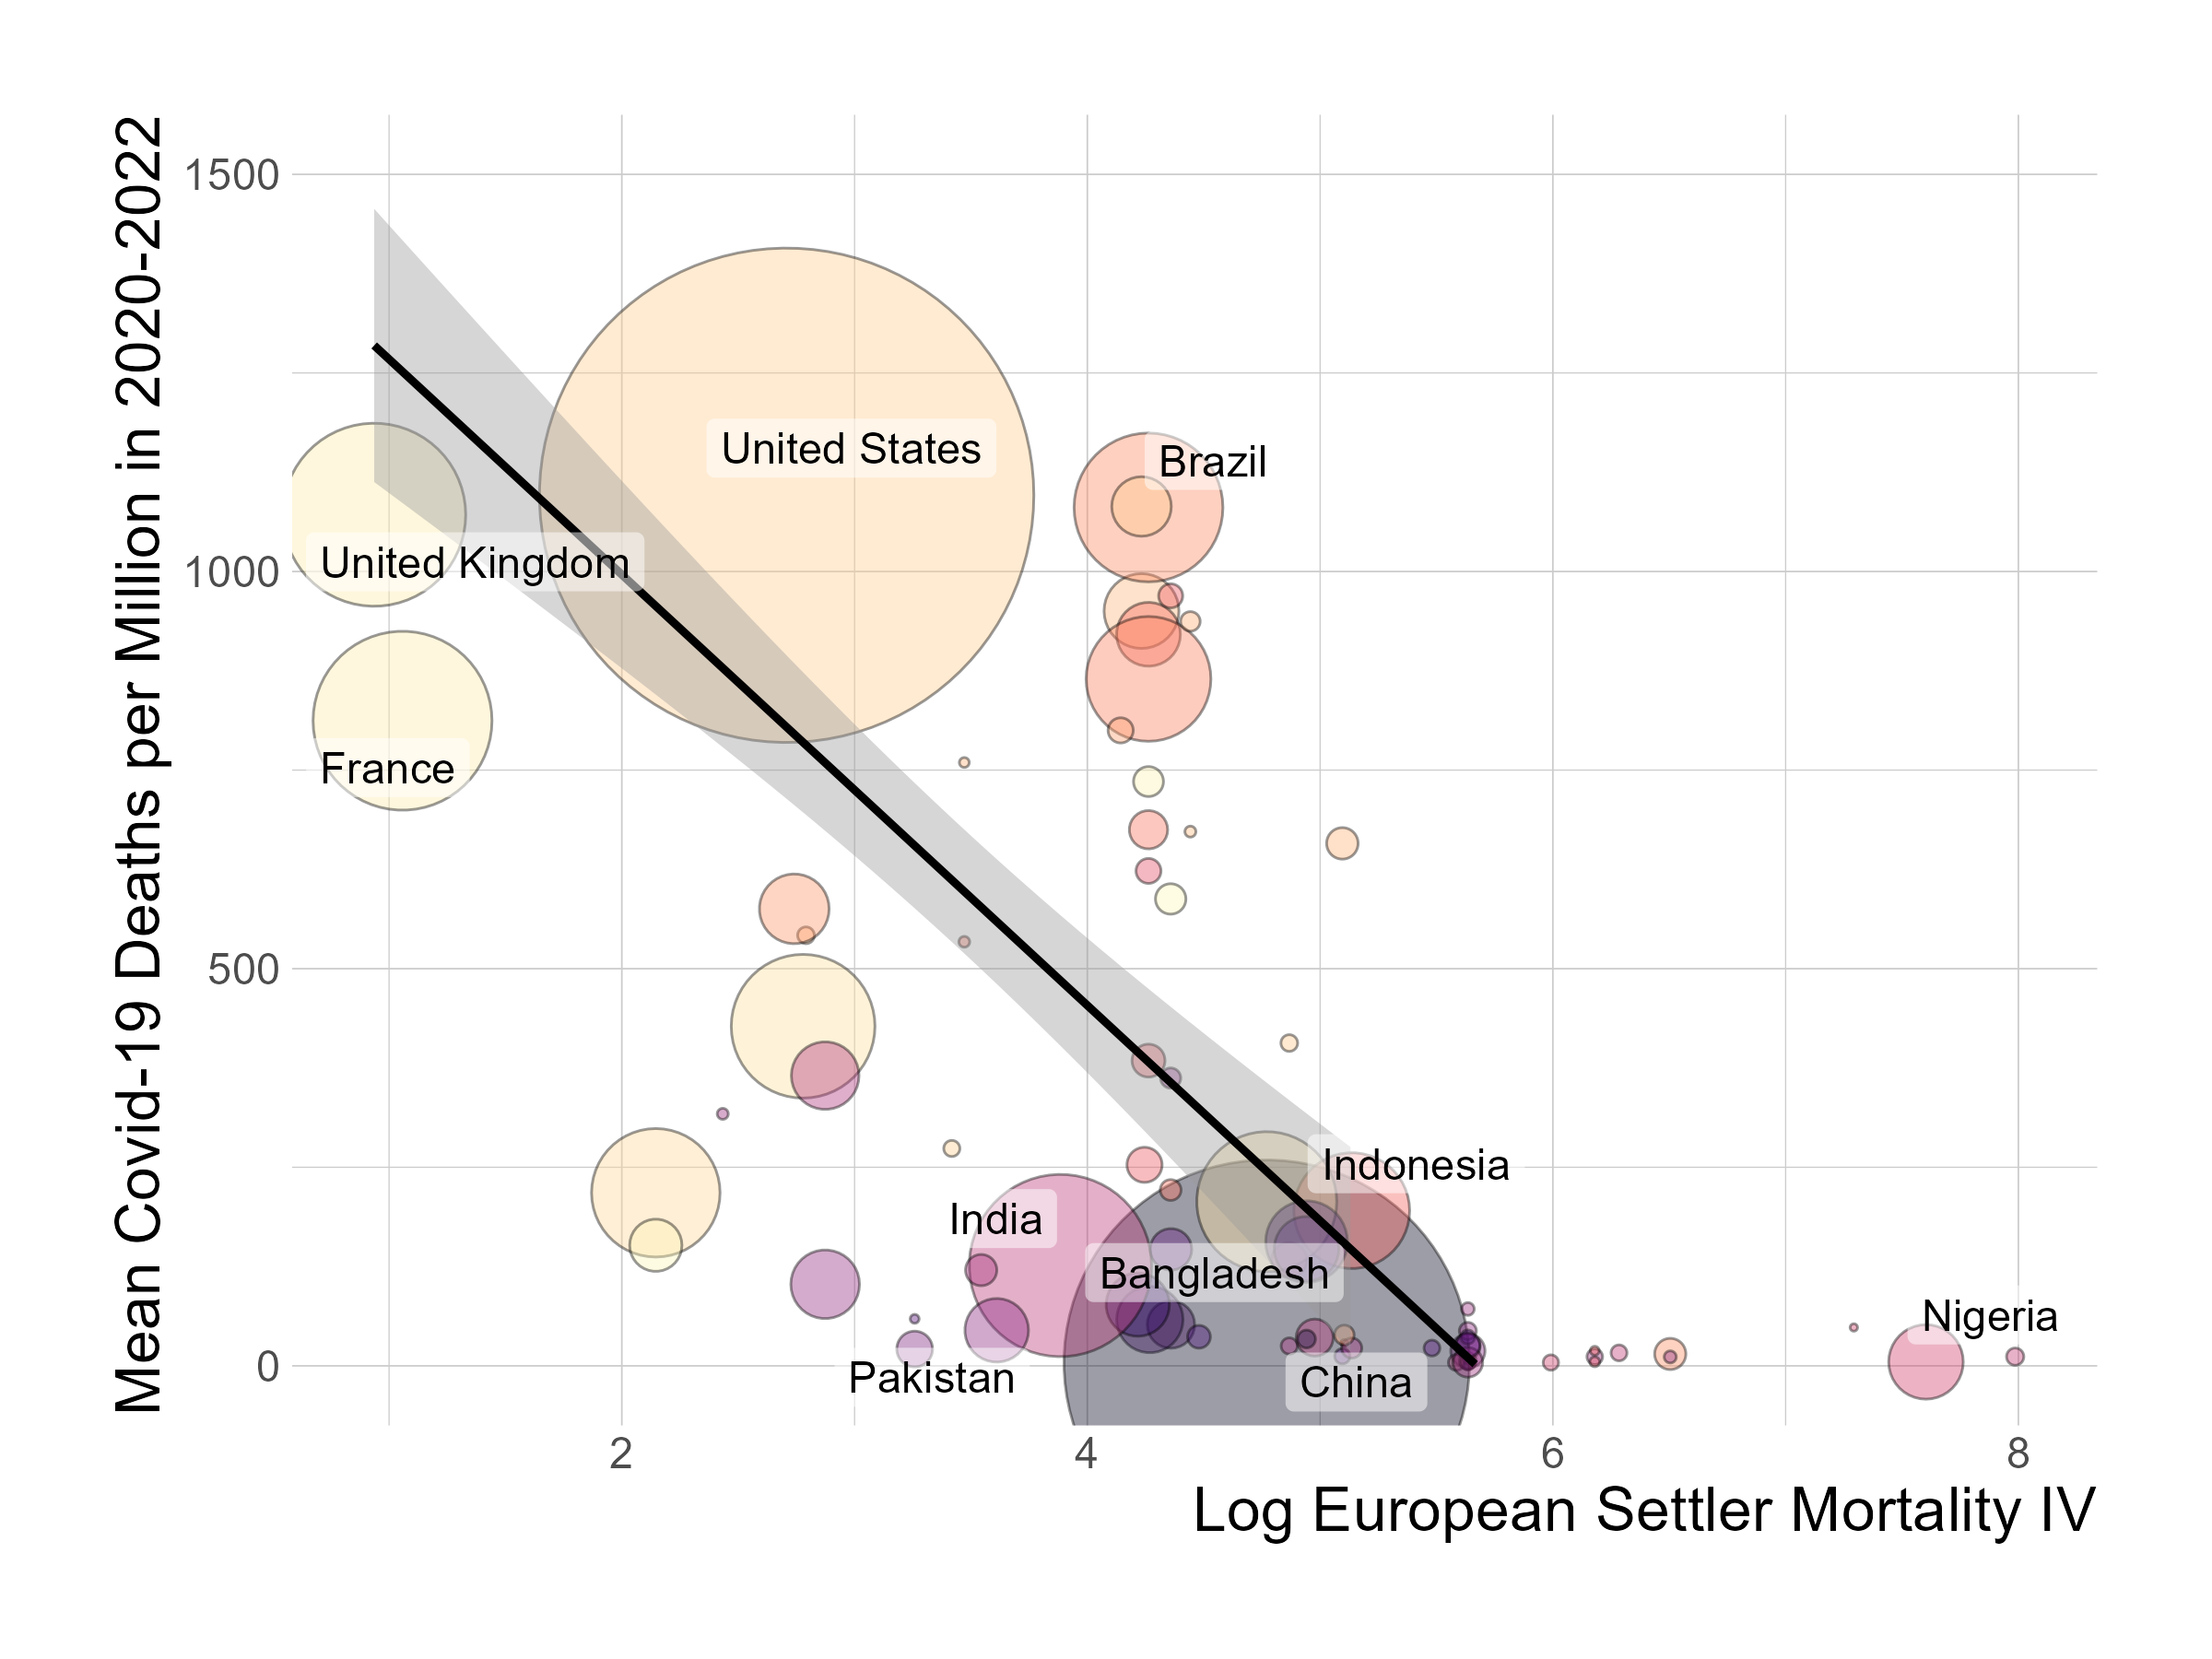 Mean Covid-19 Deaths per Million in 2020-2022
1500
1000
500
0
United States
Brazil
United Kingdom
France
Indonesia
India
Bangladesh
Nigeria
Pakistan
China
2
4
6
8
Log European Settler Mortality IV